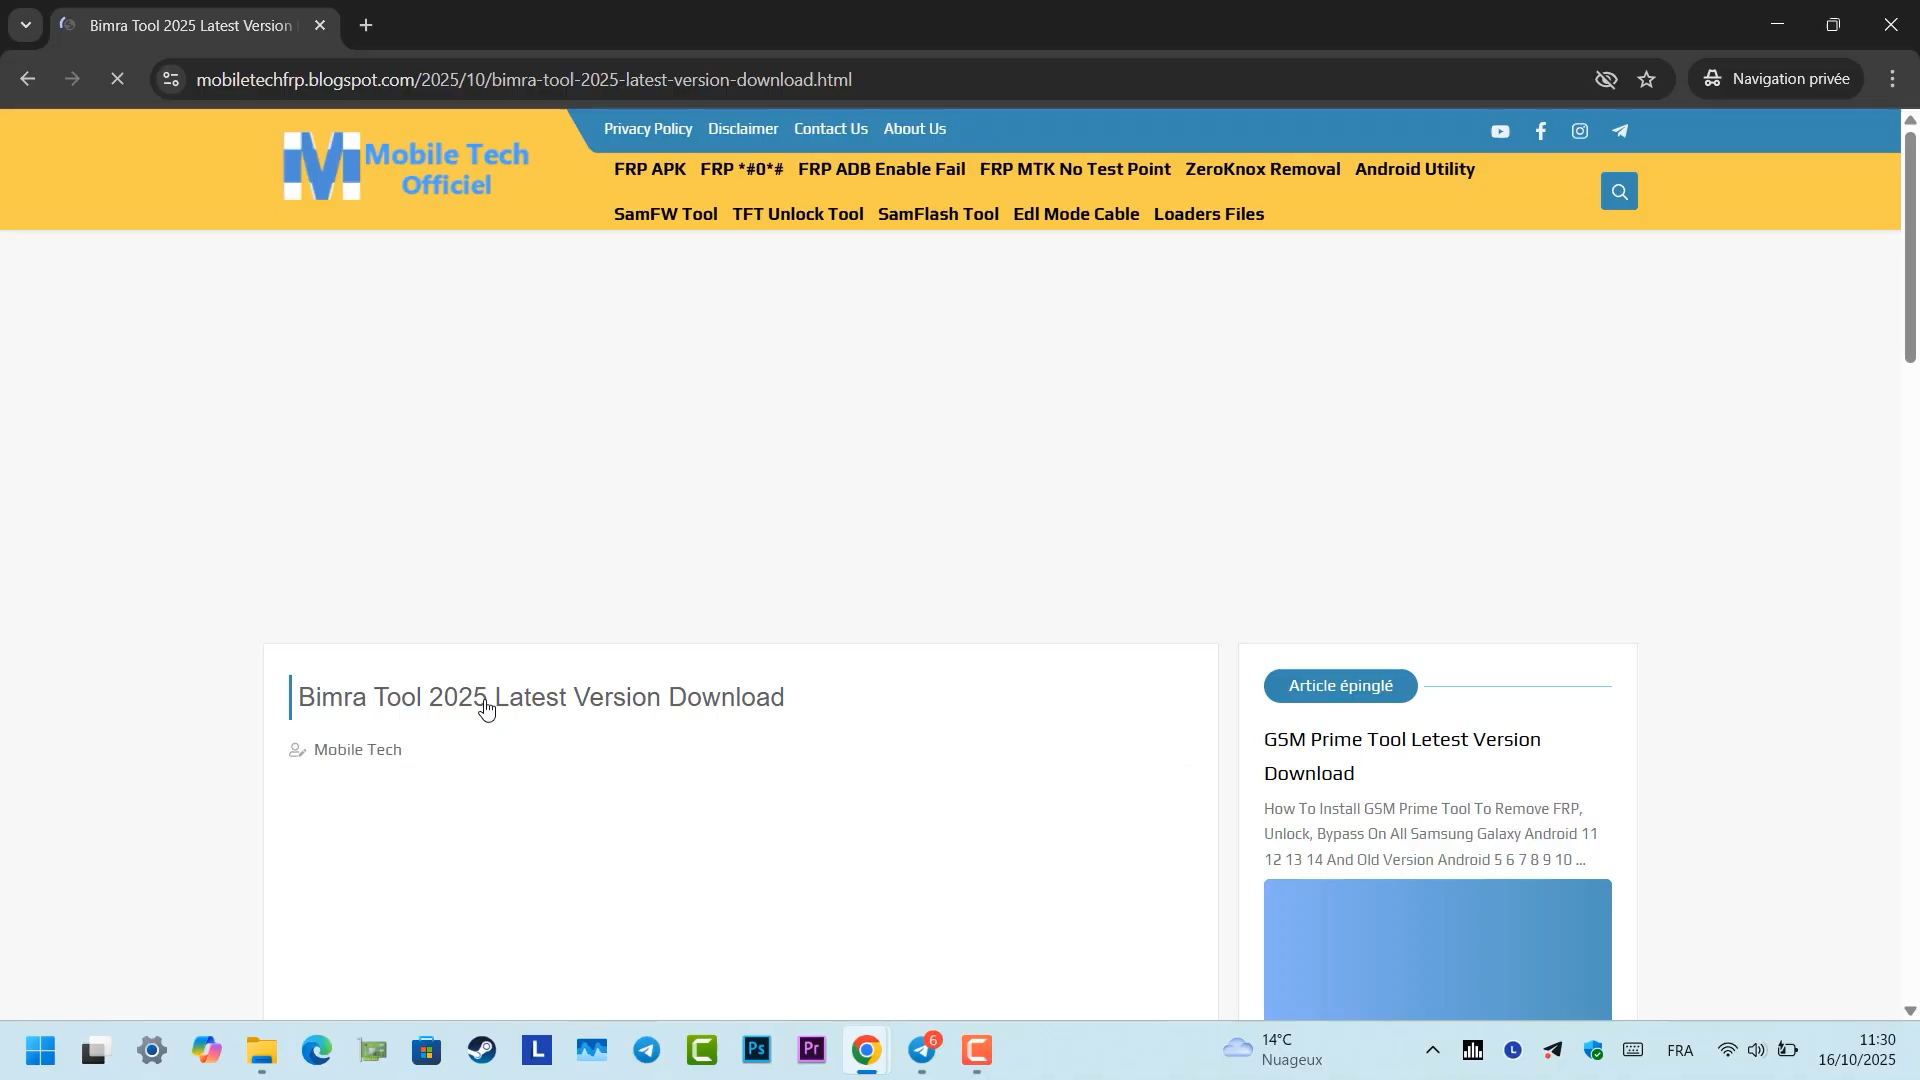 Bimra Tool 2025 Latest Version
mobiletechfrp.blogspot.com/2025/10/bimra-tool-2025-latest-version-download.html
Navigation privée
Privacy Policy Disclaimer Contact Us About Us
Mobile Tech
Officiel
FRP APK FRP *#0*# FRP ADB Enable Fail FRP MTK No Test Point ZeroKnox Removal Android Utility
SamFW Tool TFT Unlock Tool SamFlash Tool Edl Mode Cable Loaders Files
Bimra Tool 2025 Latest Version Download
Mobile Tech
Article épinglé
GSM Prime Tool Letest Version
Download
How To Install GSM Prime Tool To Remove FRP,
Unlock, Bypass On All Samsung Galaxy Android 11
12 13 14 And Old Version Android 5 6 7 8 9 10 ...
L
Ps
Pr
6
14°C
Nuageux
L
FRA
11:30
16/10/2025